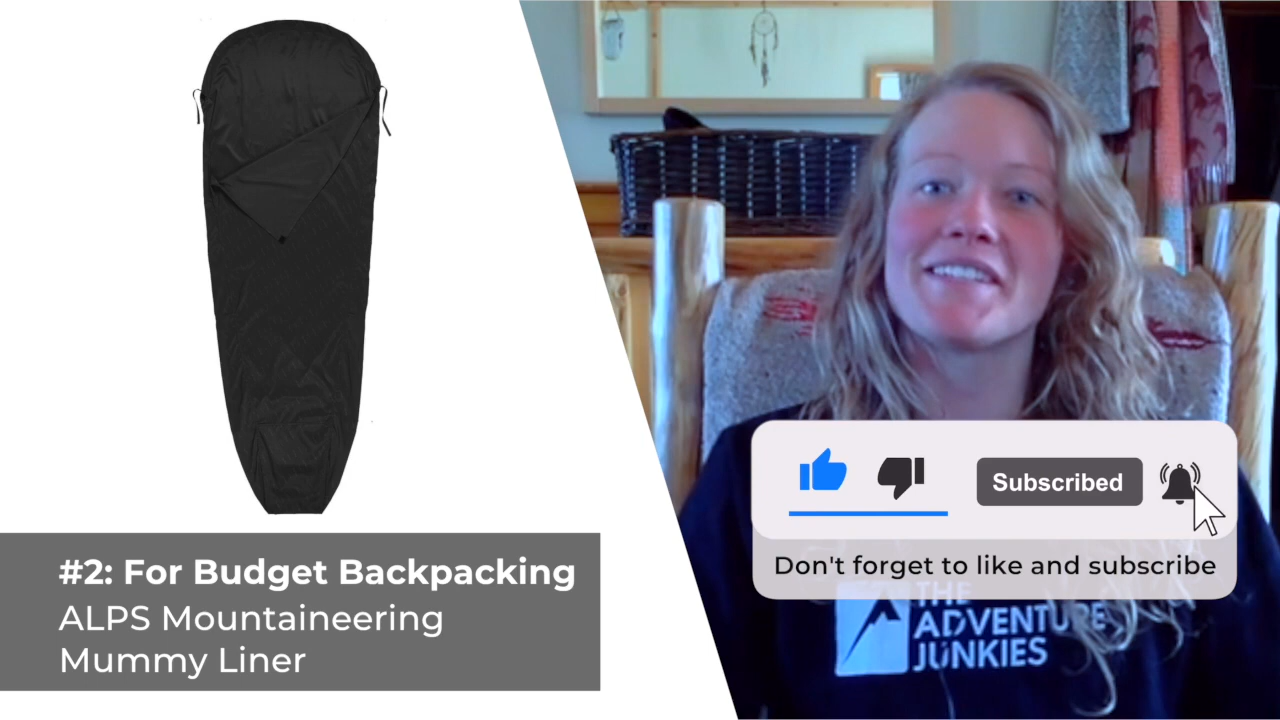 #2: For Budget Backpacking
ALPS Mountaineering
Mummy Liner
Subscribed
Don't forget to like and subscribe
THE
ADVENTURE
JUNKIES